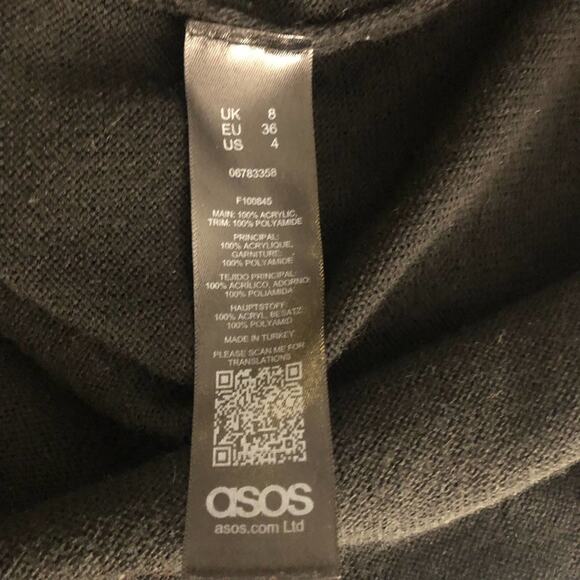 UK 8
EU 36
US 4
06783358
F100845
MAIN: 100% ACRYLIC,
TRIM: 100% POLYAMIDE
PRINCIPAL:
100% ACRYLIQUE,
GARNITURE:
100% POLYAMIDE
TEJIDO PRINCIPAL:
100% ACRÍLICO, ADORNO:
100% POLIAMIDA
HAUPTSTOFF:
100% ACRYL, BESATZ:
100% POLYAMID
MADE IN TURKEY
PLEASE SCAN ME FOR
TRANSLATIONS
asos
asos.com Ltd